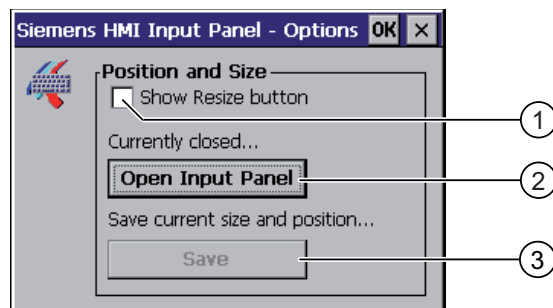 Siemens HMI Input Panel - Options OK ×
Position and Size
Show Resize button
1
Currently closed...
Open Input Panel
2
Save current size and position...
Save
3